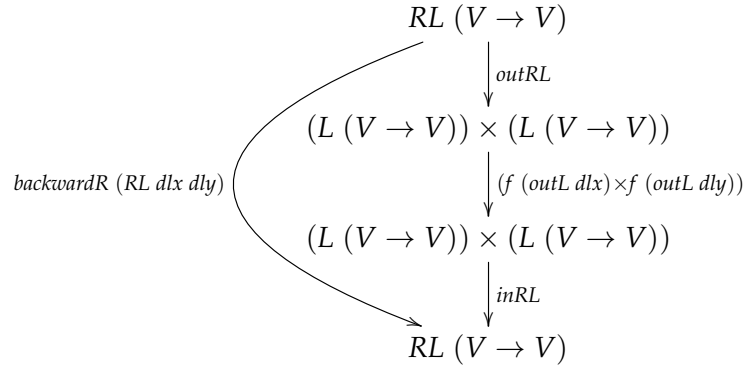 RL (V → V)
outRL
(L (V → V)) × (L (V → V))
backwardR (RL dlx dly)
(f (outL dlx)×f (outL dly))
(L (V → V)) × (L (V → V))
inRL
RL (V → V)